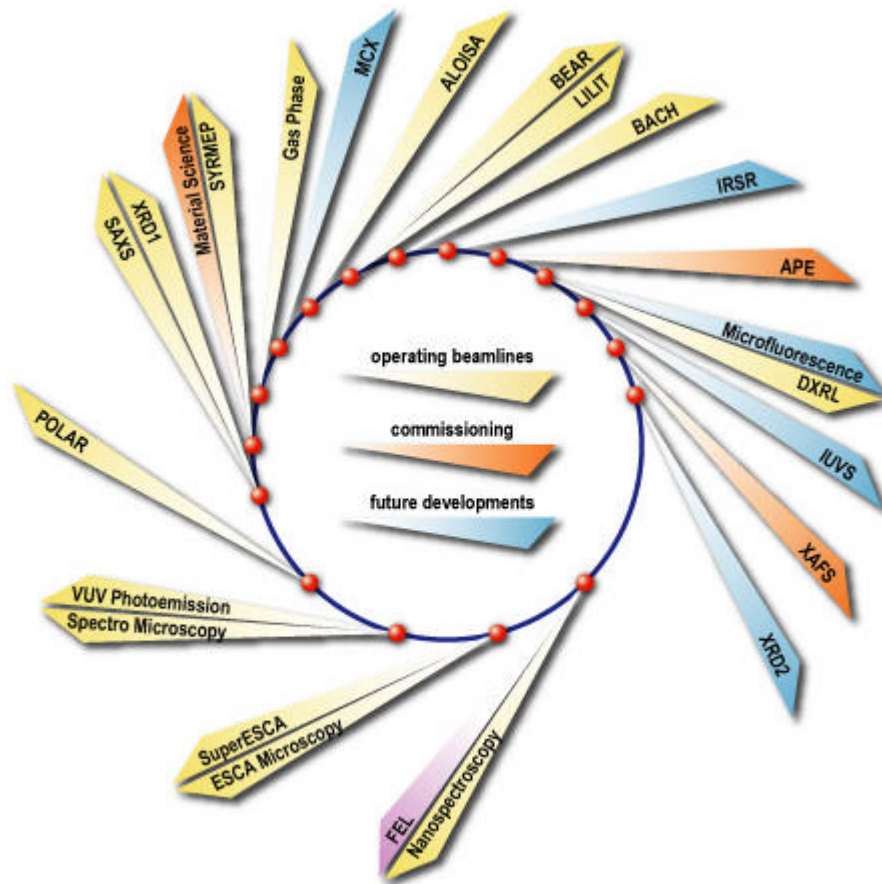 MCX
ALOISA
BEAR
LILIT
BACH
IRSR
APE
Microfluorescence
DXRL
IUVS
XAFS
XRD2
Nanospectroscopy
FEL
ESCA Microscopy
SuperESCA
Spectro Microscopy
VUV Photoemission
POLAR
SAXS
XRD1
Material Science
SYRMEP
Gas Phase
operating beamlines
commissioning
future developments